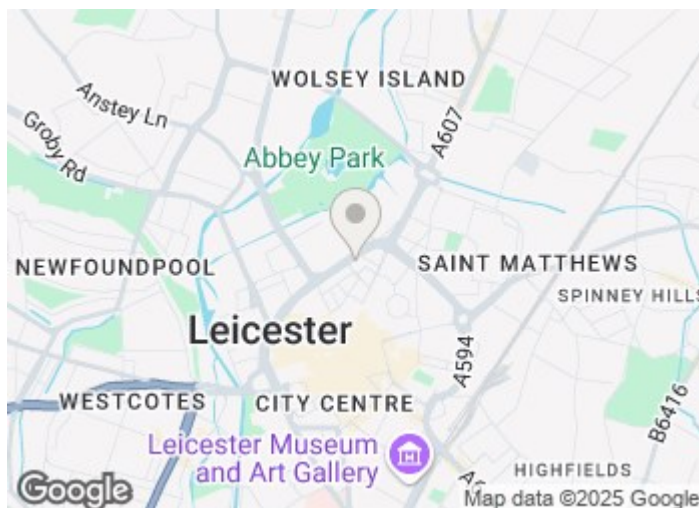 WOLSEY ISLAND
Anstey Ln
Groby Rd
A607
Abbey Park
NEWFOUNDPOOL
SAINT MATTHEWS
SPINNEY HILLS
Leicester
A594
WESTCOTES
CITY CENTRE
B6416
Leicester Museum
and Art Gallery
HIGHFIELDS
Google
Map data ©2025 Google